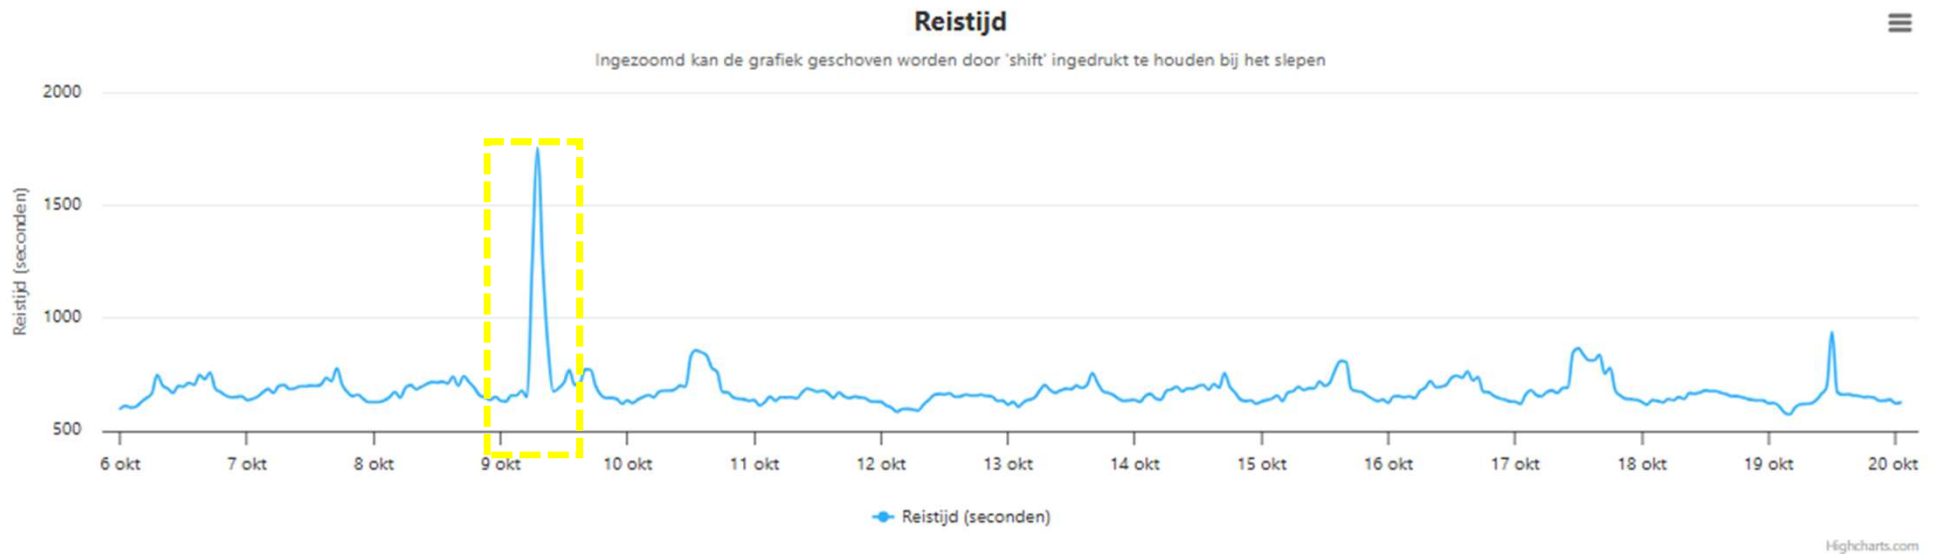 Reistijd
Ingezoomd kan de grafiek geschoven worden door 'shift' ingedrukt te houden bij het slepen
Reistijd (seconden)
2000
1500
1000
500
6 okt 7 okt 8 okt 9 okt 10 okt 11 okt 12 okt 13 okt 14 okt 15 okt 16 okt 17 okt 18 okt 19 okt 20 okt
Reistijd (seconden)
Highcharts.com